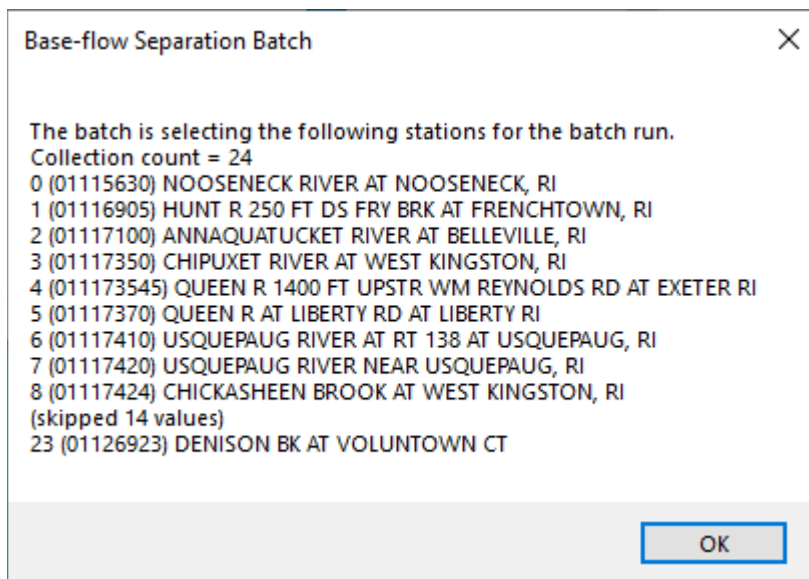 Base-flow Separation Batch
The batch is selecting the following stations for the batch run.
Collection count = 24
0 (01115630) NOOSENECK RIVER AT NOOSENECK, RI
1 (01116905) HUNT R 250 FT DS FRY BRK AT FRENCHTOWN, RI
2 (01117100) ANNAQUATUCKET RIVER AT BELLEVILLE, RI
3 (01117350) CHIPUXET RIVER AT WEST KINGSTON, RI
4 (011173545) QUEEN R 1400 FT UPSTR WM REYNOLDS RD AT EXETER RI
5 (01117370) QUEEN R AT LIBERTY RD AT LIBERTY RI
6 (01117410) USQUEPAUG RIVER AT RT 138 AT USQUEPAUG, RI
7 (01117420) USQUEPAUG RIVER NEAR USQUEPAUG, RI
8 (01117424) CHICKASHEEN BROOK AT WEST KINGSTON, RI
(skipped 14 values)
23 (01126923) DENISON BK AT VOLUNTOWN CT
OK